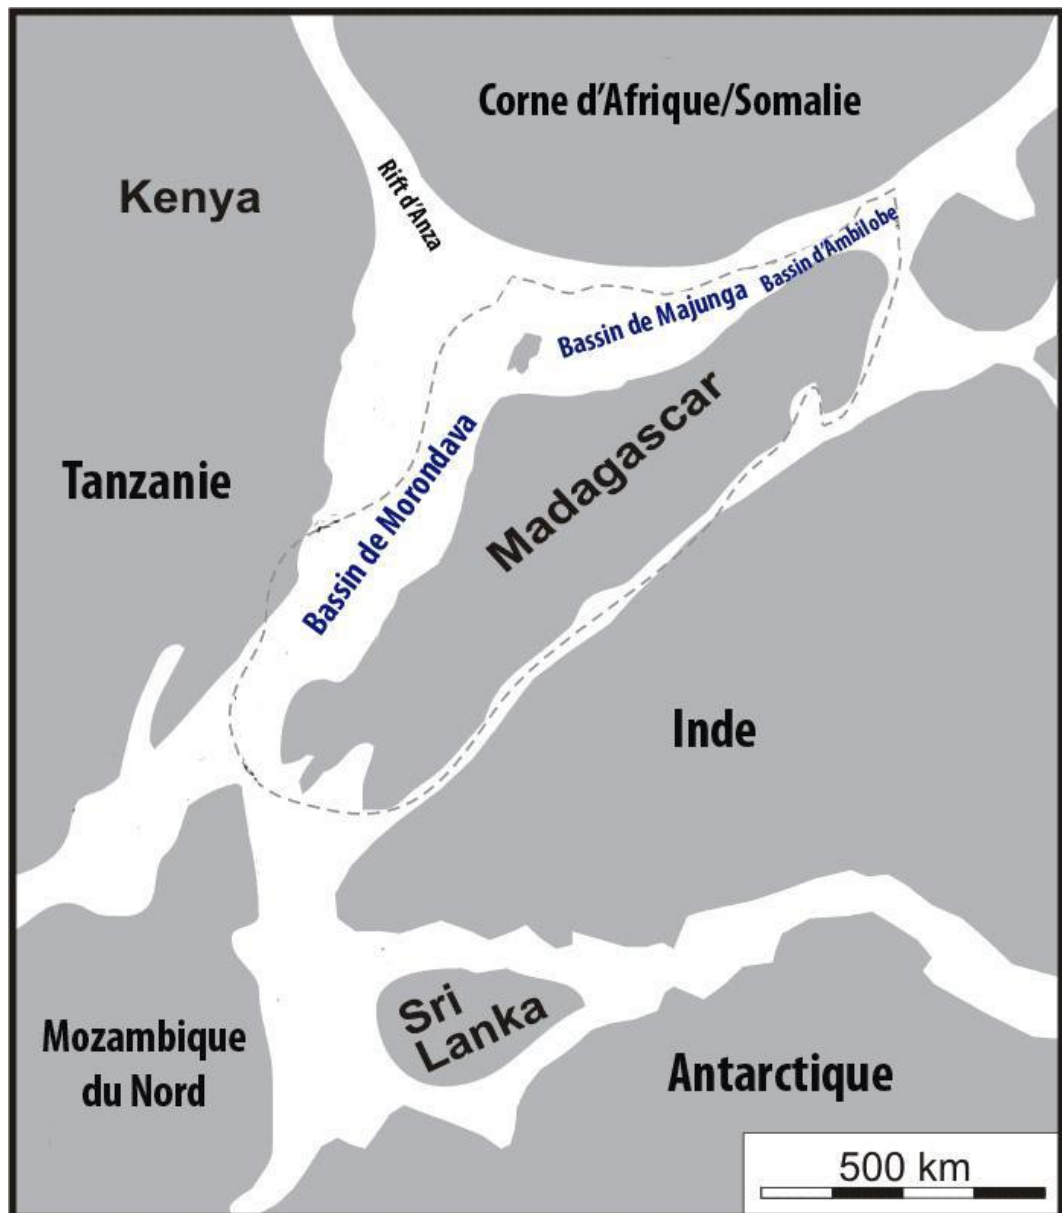 Corne d'Afrique/Somalie
Kenya
Rift d'Anza
Bassin d'Ambilobe
Bassin de Majunga
Madagascar
Tanzanie
Bassin de Morondava
Inde
Sri
Lanka
Mozambique
du Nord
Antarctique
500 km